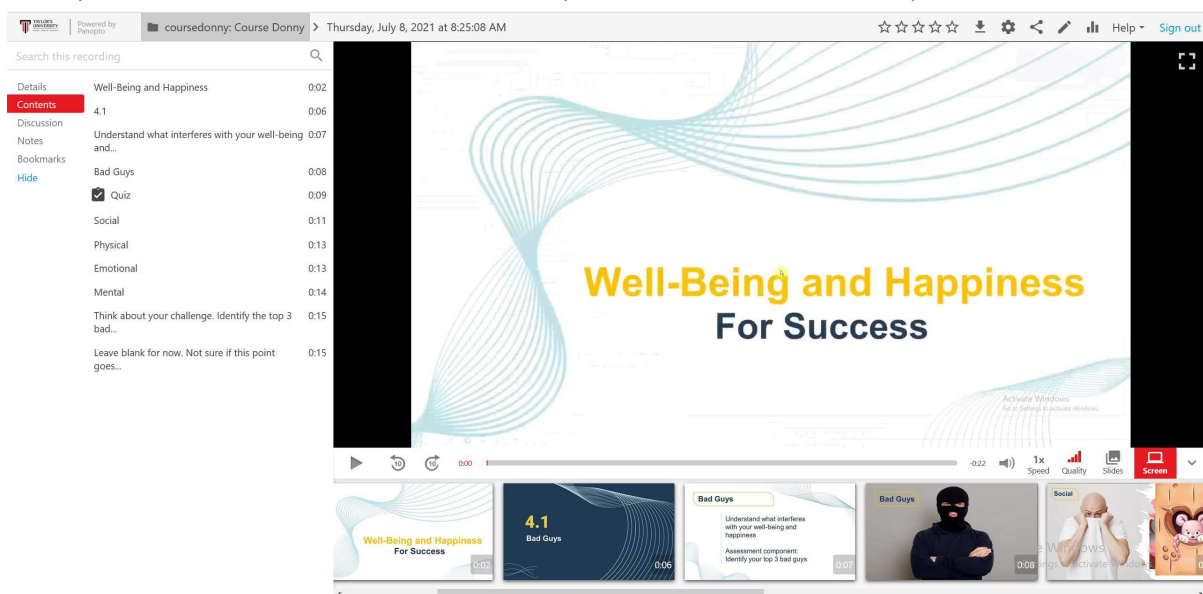 TAYLOR'S UNIVERSITY
Powered by Panopto
coursedonny: Course Donny > Thursday, July 8, 2021 at 8:25:08 AM
Help
Sign out
Search this recording
Details
Contents
Discussion
Notes
Bookmarks
Hide
Well-Being and Happiness 0:02
4.1 0:06
Understand what interferes with your well-being 0:07
and...
Bad Guys 0:08
Quiz 0:09
Social 0:11
Physical 0:13
Emotional 0:13
Mental 0:14
Think about your challenge. Identify the top 3 0:15
bad...
Leave blank for now. Not sure if this point 0:15
goes...
Well-Being and Happiness
For Success
Activate Windows
Go to Settings to activate Windows.
10
10
0:00
-0:22
1x
Speed
Quality
Slides
Screen
Well-Being and Happiness
For Success
0:02
4.1
Bad Guys
0:06
Bad Guys
Understand what interferes
with your well-being and
happiness
Assessment component:
Identify your top 3 bad guys
0:07
Bad Guys
0:08
Social